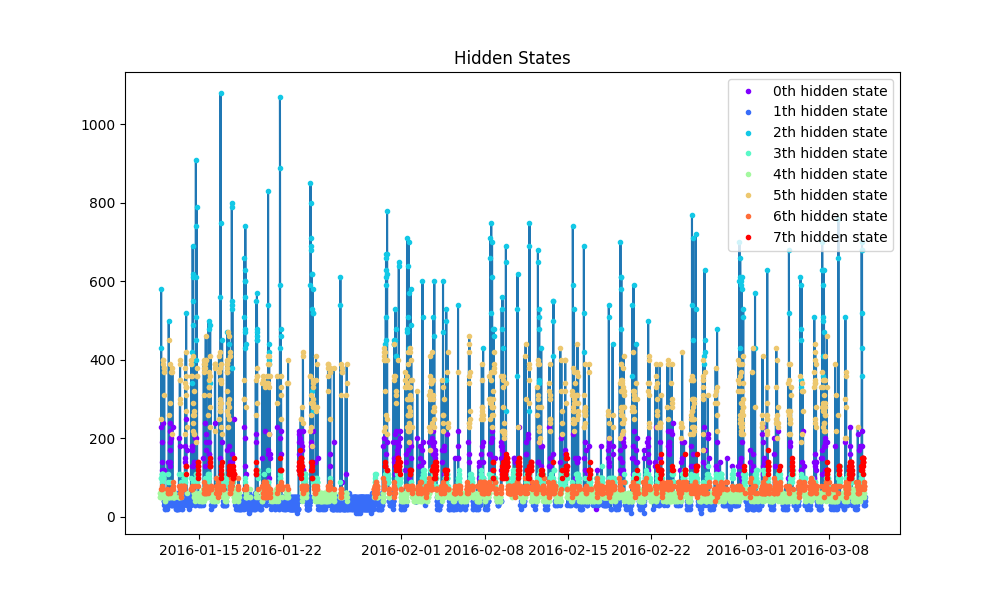 Hidden States
0th hidden state
1th hidden state
2th hidden state
3th hidden state
4th hidden state
5th hidden state
6th hidden state
7th hidden state
1000
800
600
400
200
0
2016-01-15 2016-01-22 2016-02-01 2016-02-08 2016-02-15 2016-02-22 2016-03-01 2016-03-08